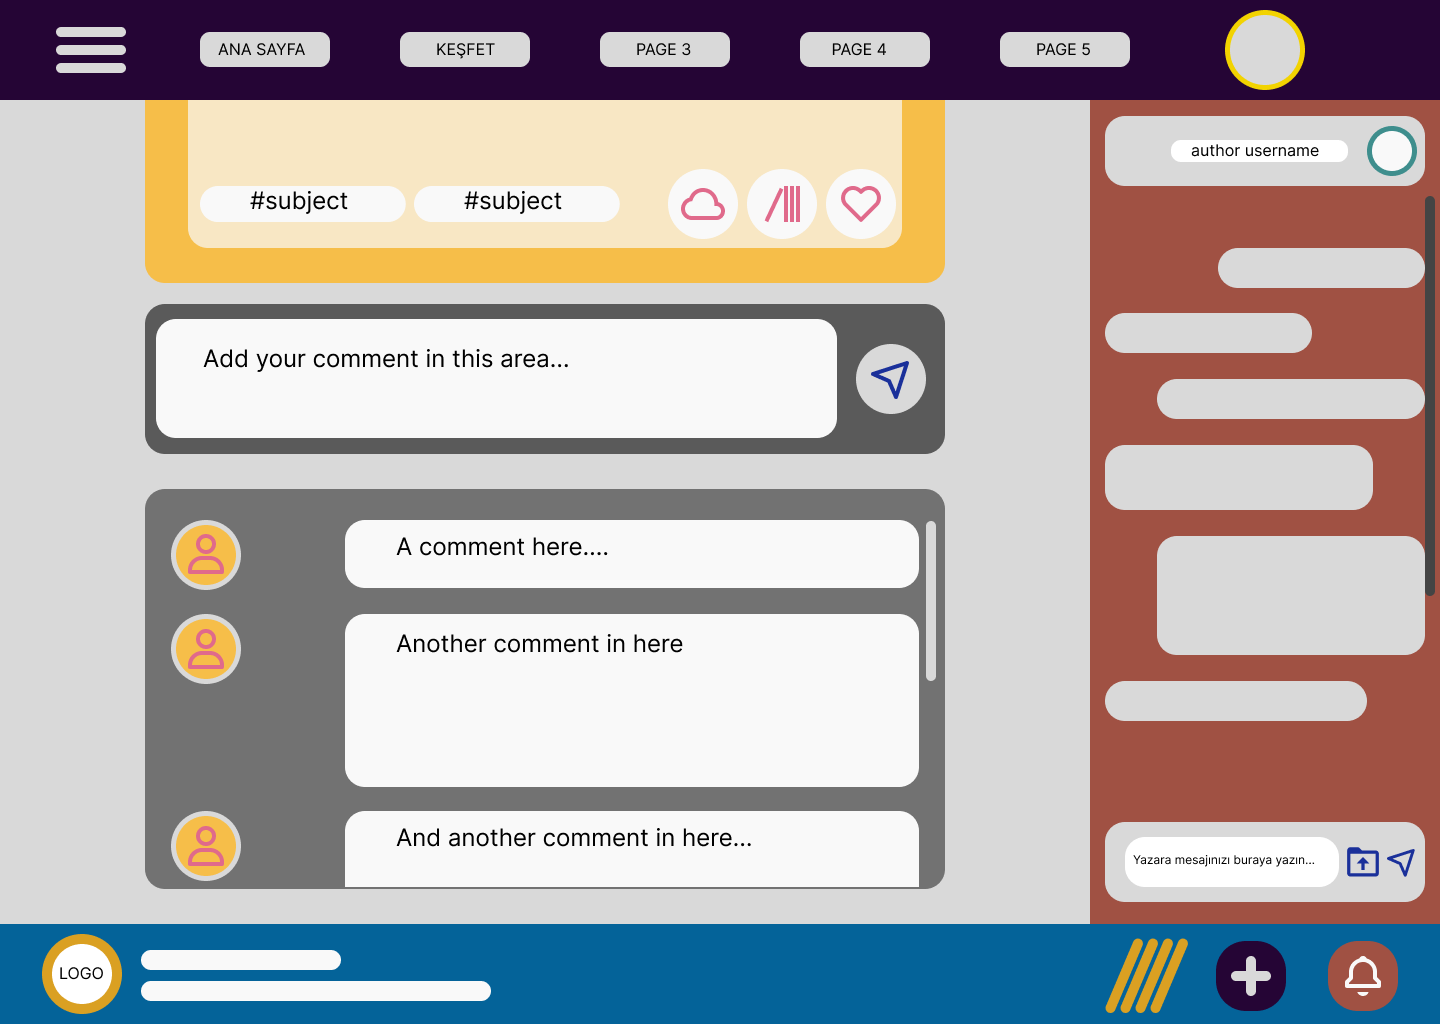 ANA SAYFA
KEŞFET
PAGE 3
PAGE 4
PAGE 5
author username
#subject
#subject
Add your comment in this area...
A comment here....
Another comment in here
And another comment in here...
Yazara mesajınızı buraya yazın...
LOGO